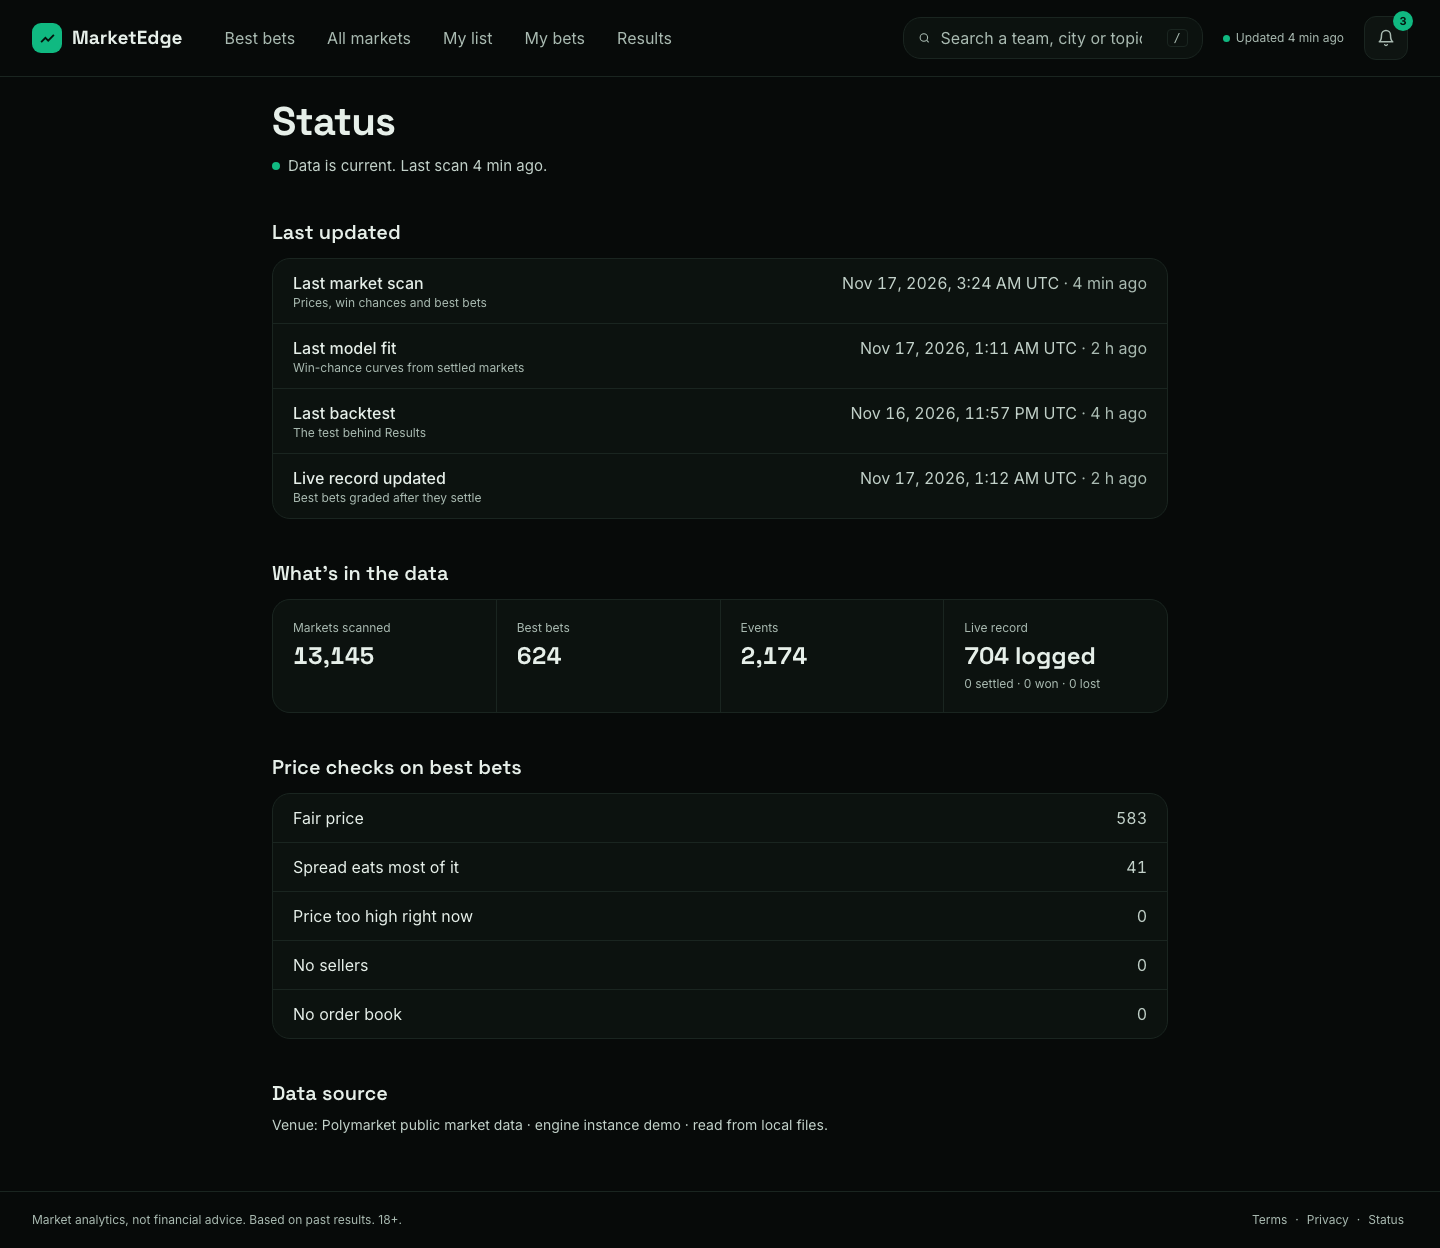 MarketEdge
Best bets
All markets
My list
My bets
Results
Search a team, city or topic
/
Updated 4 min ago
3
Status
Data is current. Last scan 4 min ago.
Last updated
Last market scan
Nov 17, 2026, 3:24 AM UTC · 4 min ago
Prices, win chances and best bets
Last model fit
Nov 17, 2026, 1:11 AM UTC · 2 h ago
Win-chance curves from settled markets
Last backtest
Nov 16, 2026, 11:57 PM UTC · 4 h ago
The test behind Results
Live record updated
Nov 17, 2026, 1:12 AM UTC · 2 h ago
Best bets graded after they settle
What’s in the data
Markets scanned
13,145
Best bets
624
Events
2,174
Live record
704 logged
0 settled · 0 won · 0 lost
Price checks on best bets
Fair price
583
Spread eats most of it
41
Price too high right now
0
No sellers
0
No order book
0
Data source
Venue: Polymarket public market data · engine instance demo · read from local files.
Market analytics, not financial advice. Based on past results. 18+.
Terms · Privacy · Status